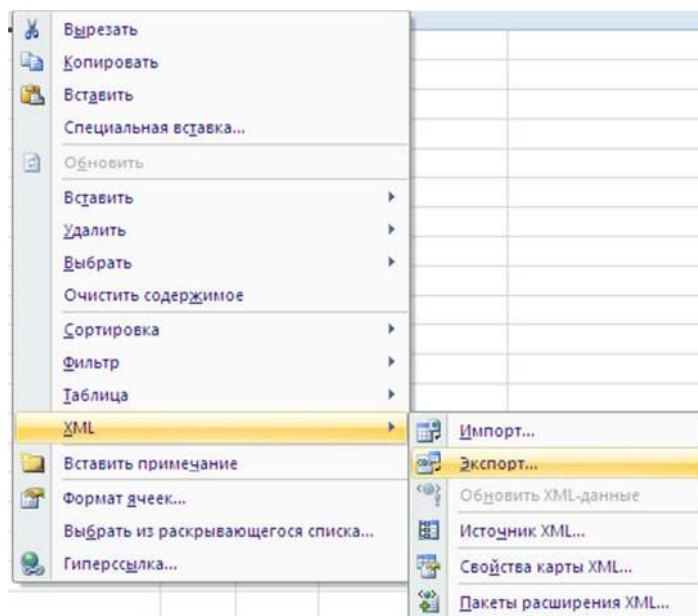 Вырезать
Копировать
Вставить
Специальная вставка...
Обновить
Вставить
Удалить
Выбрать
Очистить содержимое
Сортировка
Фильтр
Таблица
XML
Вставить примечание
Формат ячеек...
Выбрать из раскрывающегося списка...
Гиперссылка...
Импорт...
Экспорт...
Обновить XML-данные
Источник XML...
Свойства карты XML...
Пакеты расширения XML...